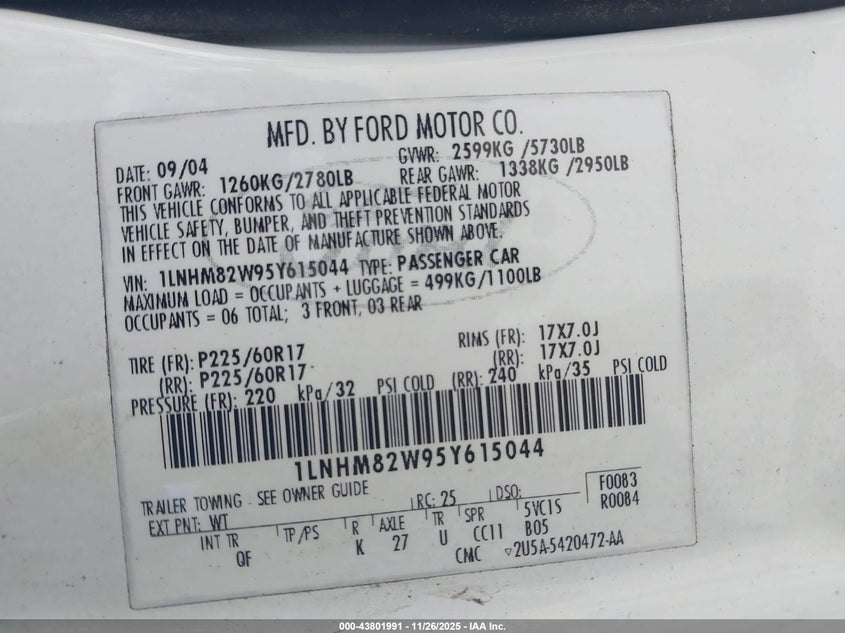 MFD. BY FORD MOTOR CO.
DATE: 09/04 GVWR: 2599KG /5730LB
FRONT GAWR: 1260KG/2780LB REAR GAWR: 1338KG /2950LB
THIS VEHICLE CONFORMS TO ALL APPLICABLE FEDERAL MOTOR
VEHICLE SAFETY, BUMPER, AND THEFT PREVENTION STANDARDS
IN EFFECT ON THE DATE OF MANUFACTURE SHOWN ABOVE.
VIN: 1LNHM82W95Y615044 TYPE: PASSENGER CAR
MAXIMUM LOAD = OCCUPANTS + LUGGAGE = 499KG/1100LB
OCCUPANTS = 06 TOTAL; 3 FRONT, 03 REAR
TIRE (FR): P225/60R17 RIMS (FR): 17X7.0J
(RR): P225/60R17 (RR): 17X7.0J
PRESSURE (FR): 220 kPa/32 PSI COLD (RR): 240 kPa/35 PSI COLD
1LNHM82W95Y615044
TRAILER TOWING - SEE OWNER GUIDE RC: 25 DSO: F0083
EXT PNT: WT R0084
INT TR TP/PS R AXLE TR SPR 5VC1S
QF K 27 U CC11 B05
CMC ▽2U5A-5420472-AA
000-43801991 | 11/26/2025 - IAA Inc.